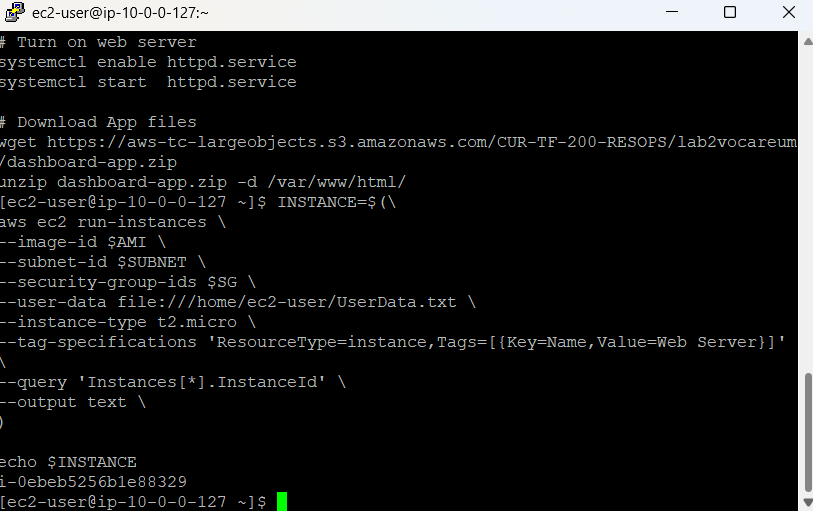 ec2-user@ip-10-0-0-127:~
# Turn on web server
systemctl enable httpd.service
systemctl start  httpd.service
# Download App files
wget https://aws-tc-largeobjects.s3.amazonaws.com/CUR-TF-200-RESOPS/lab2vocareum
/dashboard-app.zip
unzip dashboard-app.zip -d /var/www/html/
[ec2-user@ip-10-0-0-127 ~]$ INSTANCE=$(\
aws ec2 run-instances \
--image-id $AMI \
--subnet-id $SUBNET \
--security-group-ids $SG \
--user-data file:///home/ec2-user/UserData.txt \
--instance-type t2.micro \
--tag-specifications 'ResourceType=instance,Tags=[{Key=Name,Value=Web Server}]'
\
--query 'Instances[*].InstanceId' \
--output text \
)
echo $INSTANCE
i-0ebeb5256b1e88329
[ec2-user@ip-10-0-0-127 ~]$